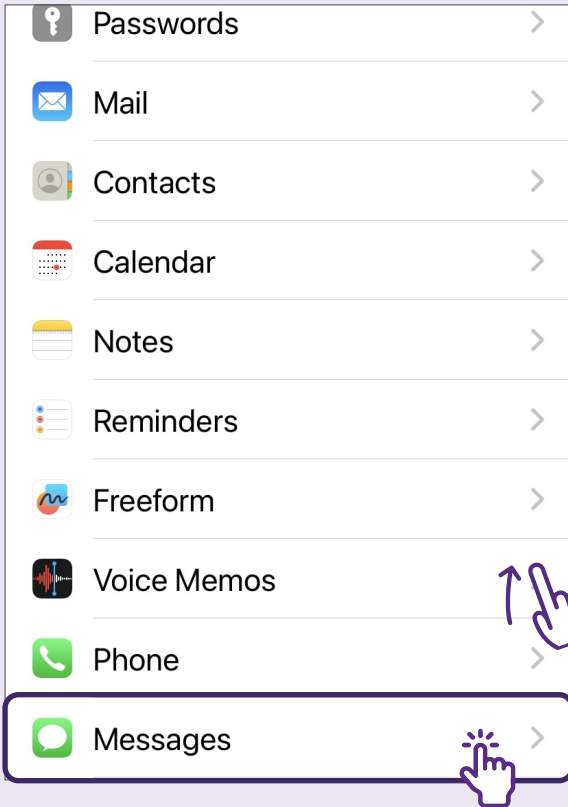 Passwords
Mail
Contacts
Calendar
Notes
Reminders
Freeform
Voice Memos
Phone
Messages